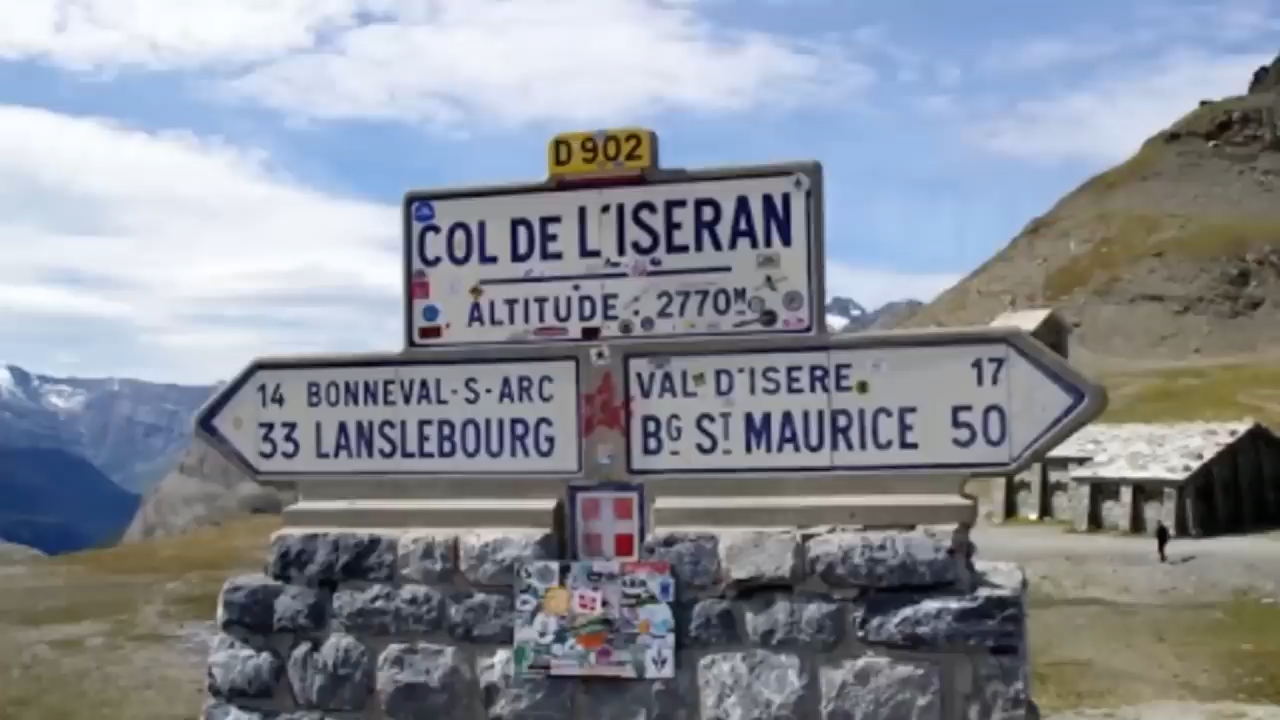 D 902
COL DE L'ISERAN
ALTITUDE : 2770M
14 BONNEVAL-S-ARC
33 LANSLEBOURG
VAL D'ISERE 17
BG ST MAURICE 50